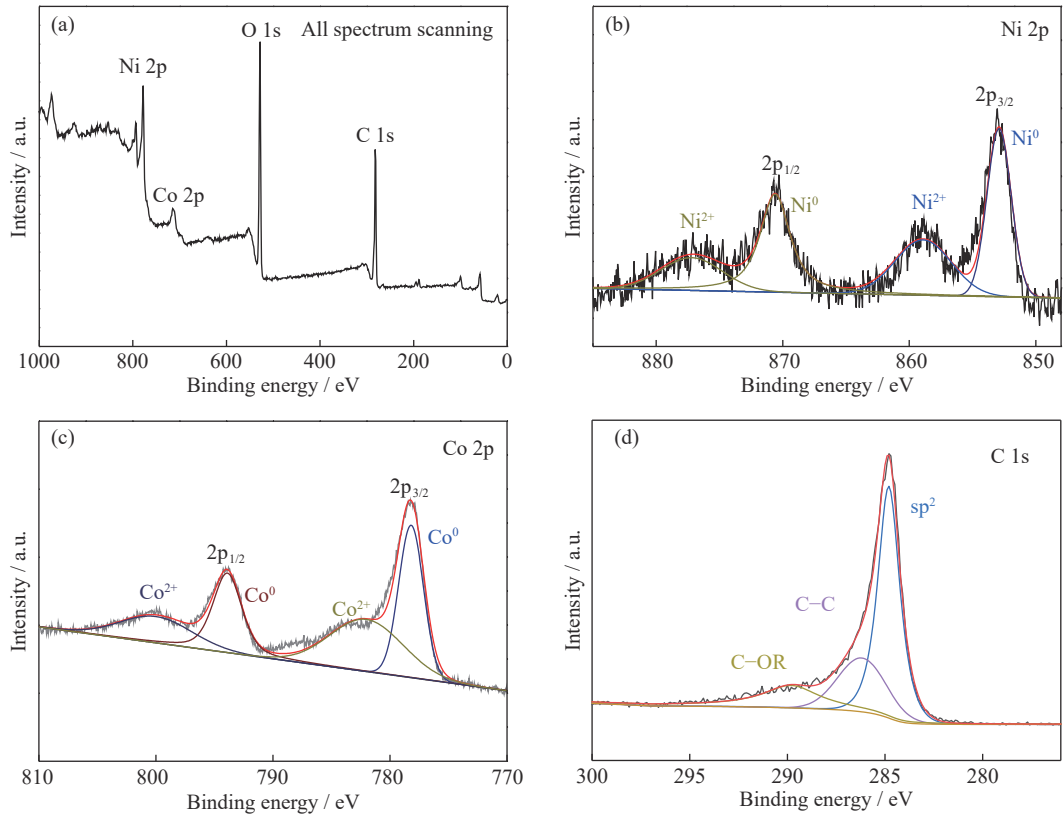 (a)
All spectrum scanning
O 1s
Ni 2p
C 1s
Co 2p
Intensity / a.u.
1000 800 600 400 200 0
Binding energy / eV
(b)
Ni 2p
2p3/2
Ni0
2p1/2
Ni0
Ni2+
Ni2+
Intensity / a.u.
880 870 860 850
Binding energy / eV
(c)
Co 2p
2p3/2
Co0
2p1/2
Co2+
Co0
Co2+
Intensity / a.u.
810 800 790 780 770
Binding energy / eV
(d)
C 1s
sp2
C−C
C−OR
Intensity / a.u.
300 295 290 285 280
Binding energy / eV